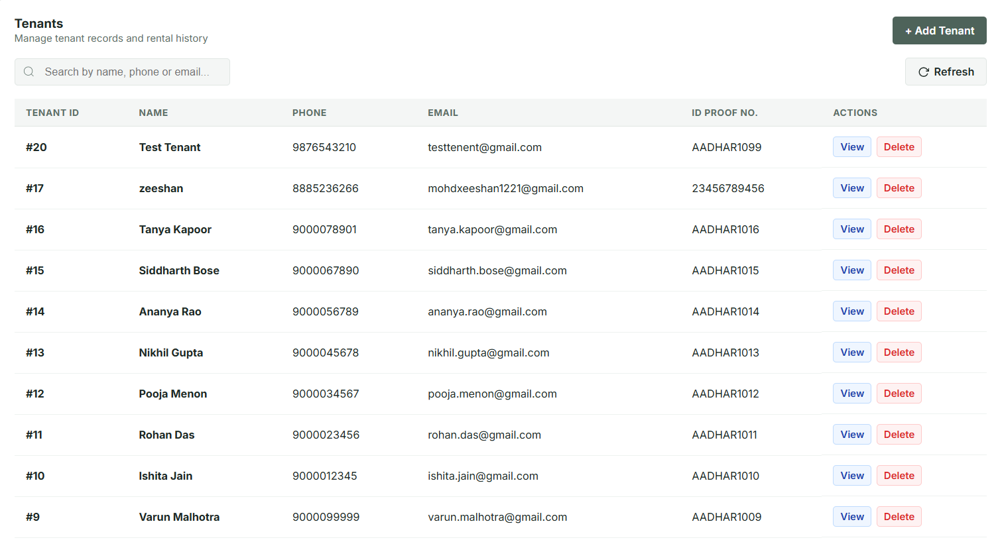 Tenants
Manage tenant records and rental history
+ Add Tenant
Search by name, phone or email...
Refresh
TENANT ID NAME PHONE EMAIL ID PROOF NO. ACTIONS
#20 Test Tenant 9876543210 testtenent@gmail.com AADHAR1099 View Delete
#17 zeeshan 8885236266 mohdxeeshan1221@gmail.com 23456789456 View Delete
#16 Tanya Kapoor 9000078901 tanya.kapoor@gmail.com AADHAR1016 View Delete
#15 Siddharth Bose 9000067890 siddharth.bose@gmail.com AADHAR1015 View Delete
#14 Ananya Rao 9000056789 ananya.rao@gmail.com AADHAR1014 View Delete
#13 Nikhil Gupta 9000045678 nikhil.gupta@gmail.com AADHAR1013 View Delete
#12 Pooja Menon 9000034567 pooja.menon@gmail.com AADHAR1012 View Delete
#11 Rohan Das 9000023456 rohan.das@gmail.com AADHAR1011 View Delete
#10 Ishita Jain 9000012345 ishita.jain@gmail.com AADHAR1010 View Delete
#9 Varun Malhotra 9000099999 varun.malhotra@gmail.com AADHAR1009 View Delete